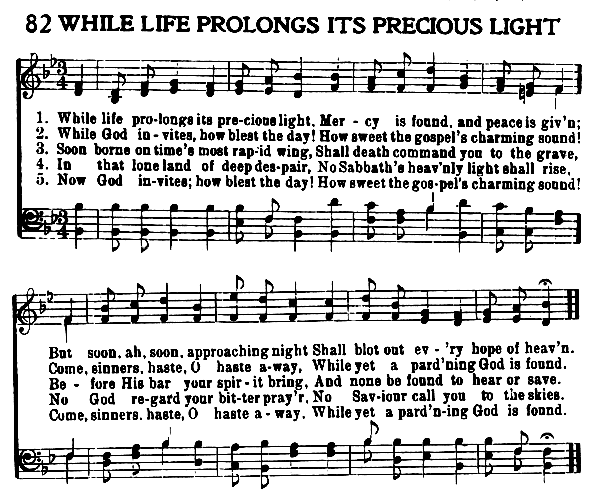 82 WHILE LIFE PROLONGS ITS PRECIOUS LIGHT
3
4
1. While life pro-longs its pre-cious light, Mer - cy is found, and peace is giv'n;
2. While God in-vites, how blest the day! How sweet the gospel's charming sound!
3. Soon borne on time's most rap-id wing, Shall death command you to the grave,
4. In that lone land of deep des-pair, No Sabbath's heav'nly light shall rise,
5. Now God in-vites; how blest the day! How sweet the gos-pel's charming sound!
3
4
But soon, ah, soon, approaching night Shall blot out ev - 'ry hope of heav'n.
Come, sinners, haste, O haste a-way, While yet a pard'ning God is found.
Be - fore His bar your spir - it bring, And none be found to hear or save.
No God re-gard your bit-ter pray'r, No Sav-iour call you to the skies.
Come, sinners, haste, O haste a - way, While yet a pard'n-ing God is found.